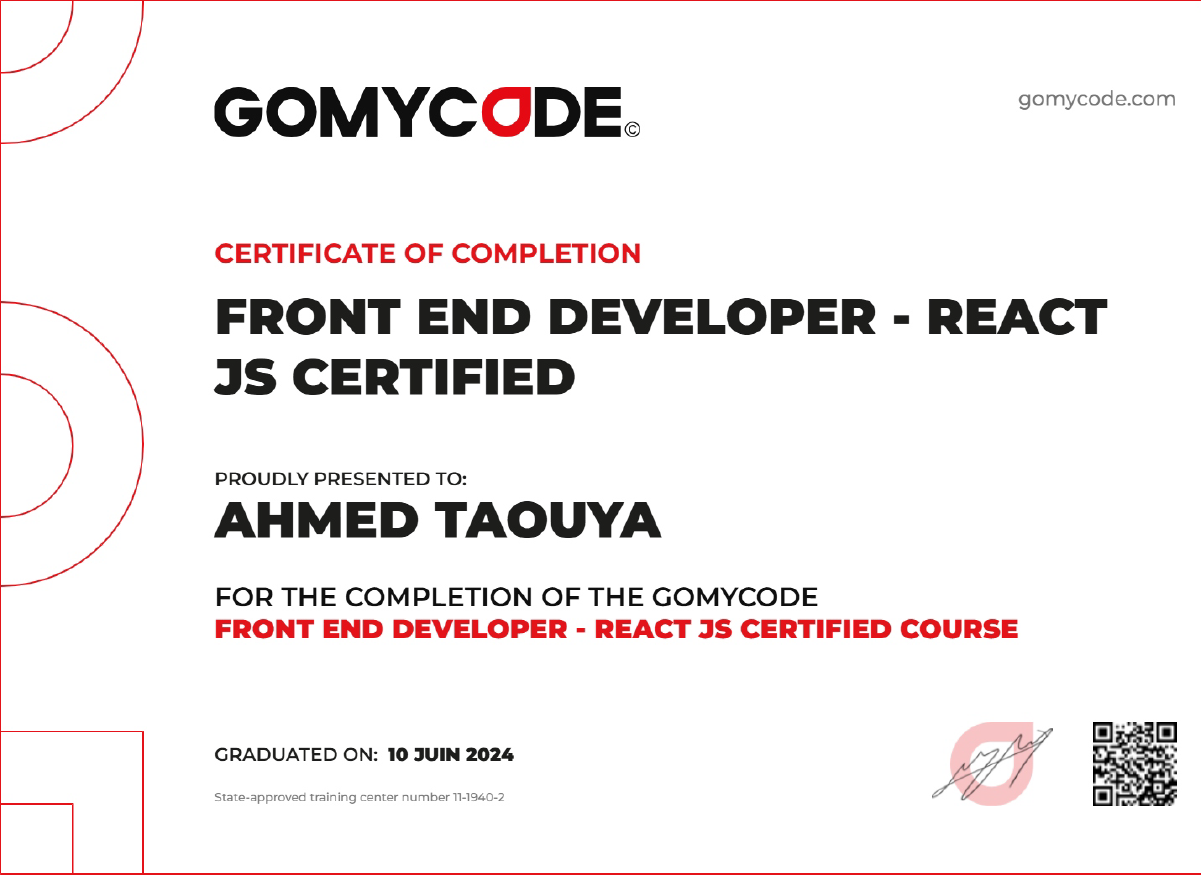 GOMYCODE©
gomycode.com
CERTIFICATE OF COMPLETION
FRONT END DEVELOPER - REACT
JS CERTIFIED
PROUDLY PRESENTED TO:
AHMED TAOUYA
FOR THE COMPLETION OF THE GOMYCODE
FRONT END DEVELOPER - REACT JS CERTIFIED COURSE
GRADUATED ON: 10 JUIN 2024
State-approved training center number 11-1940-2